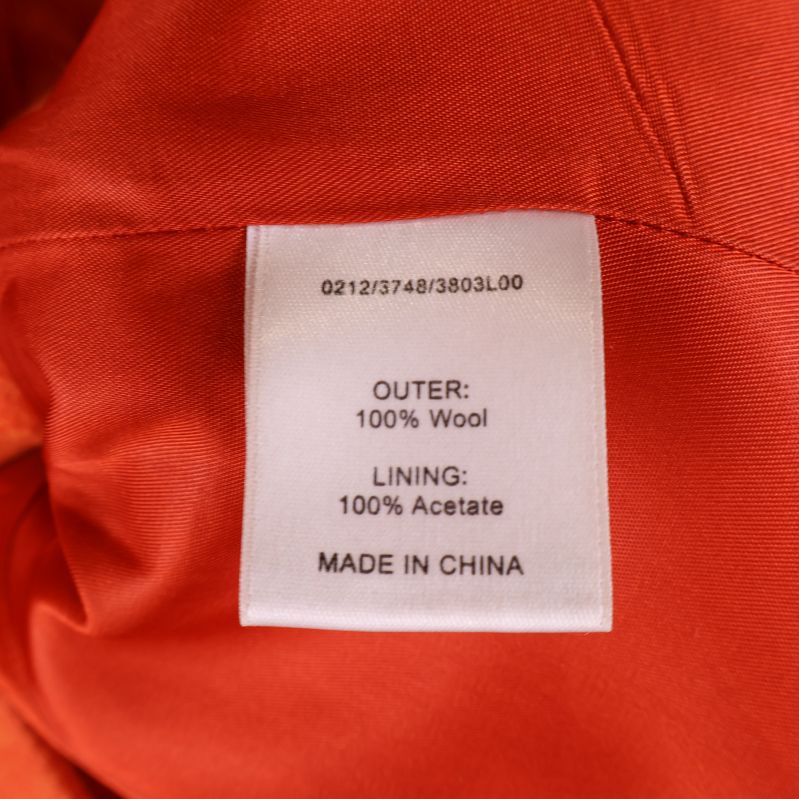 0212/3748/3803L00
OUTER:
100% Wool
LINING:
100% Acetate
MADE IN CHINA